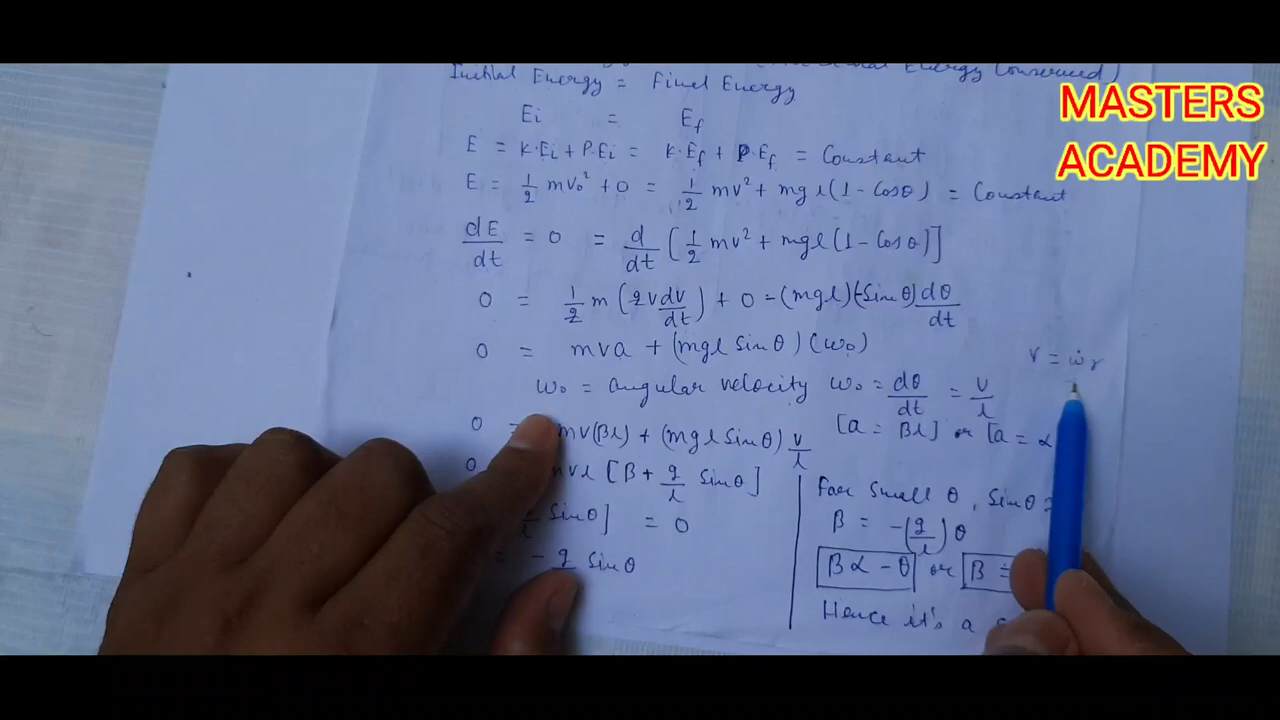 Initial Energy = Final Energy
MASTERS
ACADEMY
Ei = Ef
E = K.Ei + P.Ei = K.Ef + P.Ef = Constant
E = 1/2 mv₀² + 0 = 1/2 mv² + mgl(1 - Cosθ) = Constant
dE/dt = 0 = d/dt [1/2 mv² + mgl(1 - Cosθ)]
0 = 1/2 m (2v dv/dt) + 0 - (mgl)(-Sinθ) dθ/dt
0 = mva + (mgl Sinθ)(ω₀)
v = ωr
ω₀ = angular velocity ω₀ = dθ/dt = v/l
[a = βl] or [a = α
0 = mv(βl) + (mgl Sinθ) v/l
0 mvl [β + g/l Sinθ]
Sinθ] = 0
= - g Sinθ
For small θ, Sinθ =
β = -(g/l)θ
β ∝ -θ or β =
Hence it's a